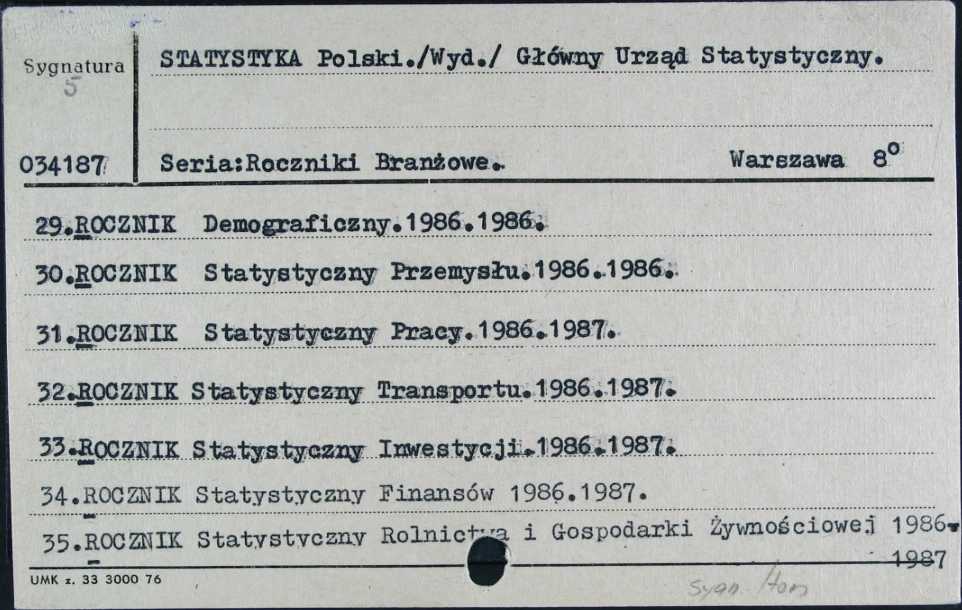 STATYSTYKA Polski./Wyd./ Główny Urząd Statystyczny.
Sygnatura
5
034187 Seria:Roczniki Branżowe. Warszawa 8°
29.ROCZNIK Demograficzny.1986.1986.
30.ROCZNIK Statystyczny Przemysłu.1986.1986.
31.ROCZNIK Statystyczny Pracy.1986.1987.
32.ROCZNIK Statystyczny Transportu.1986.1987.
33.ROCZNIK Statystyczny Inwestycji.1986.1987.
34.ROCZNIK Statystyczny Finansów 1986.1987.
35.ROCZNIK Statystyczny Rolnictwa i Gospodarki Żywnościowej 1986.
1987
UMK z. 33 3000 76